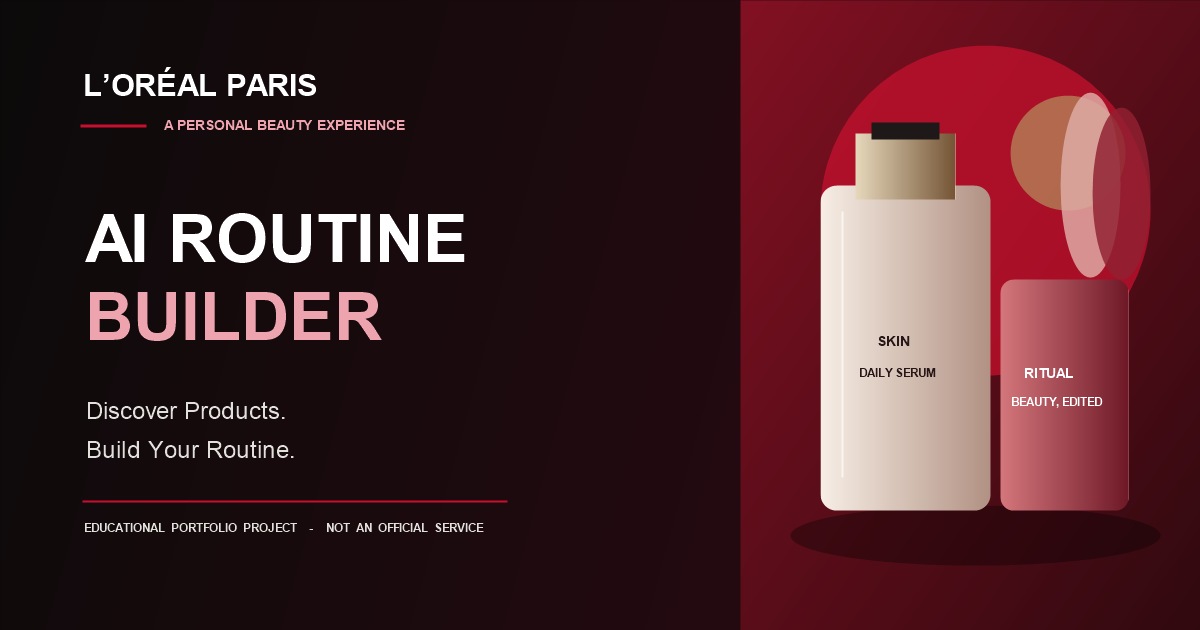 L’ORÉAL PARIS
A PERSONAL BEAUTY EXPERIENCE
AI ROUTINE
BUILDER
Discover Products.
Build Your Routine.
EDUCATIONAL PORTFOLIO PROJECT - NOT AN OFFICIAL SERVICE
SKIN
DAILY SERUM
RITUAL
BEAUTY, EDITED